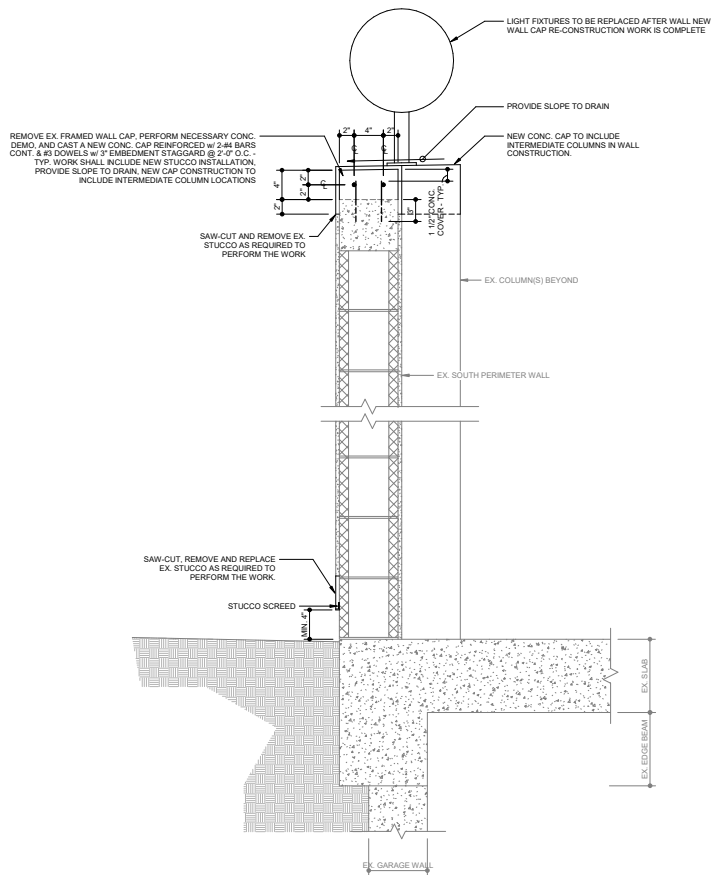 LIGHT FIXTURES TO BE REPLACED AFTER WALL NEW
WALL CAP RE-CONSTRUCTION WORK IS COMPLETE
PROVIDE SLOPE TO DRAIN
NEW CONC. CAP TO INCLUDE
INTERMEDIATE COLUMNS IN WALL
CONSTRUCTION.
REMOVE EX. FRAMED WALL CAP, PERFORM NECESSARY CONC.
DEMO, AND CAST A NEW CONC. CAP REINFORCED w/ 2-#4 BARS
CONT. & #3 DOWELS w/ 3" EMBEDMENT STAGGARD @ 2'-0" O.C. -
TYP. WORK SHALL INCLUDE NEW STUCCO INSTALLATION,
PROVIDE SLOPE TO DRAIN, NEW CAP CONSTRUCTION TO
INCLUDE INTERMEDIATE COLUMN LOCATIONS
2" 4" 2"
4"
2"
2"
2"
3"
1 1/2" CONC.
COVER - TYP.
SAW-CUT AND REMOVE EX.
STUCCO AS REQUIRED TO
PERFORM THE WORK
EX. COLUMN(S) BEYOND
EX. SOUTH PERIMETER WALL
SAW-CUT, REMOVE AND REPLACE
EX. STUCCO AS REQUIRED TO
PERFORM THE WORK.
STUCCO SCREED
MIN. 4"
EX. SLAB
EX. EDGE BEAM
EX. GARAGE WALL